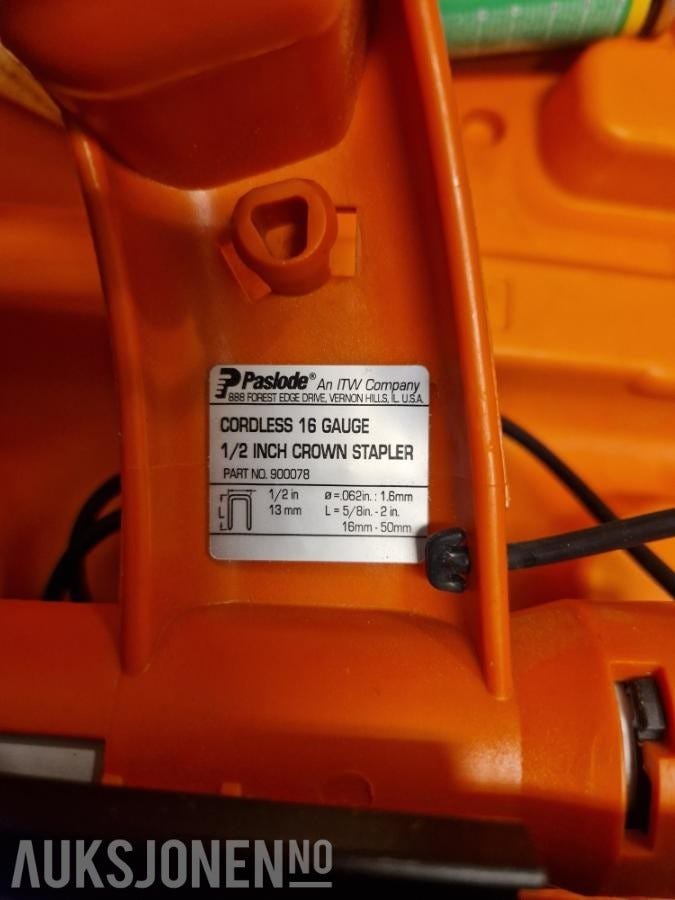 Paslode® An ITW Company
888 FOREST EDGE DRIVE, VERNON HILLS, IL U.S.A.
CORDLESS 16 GAUGE
1/2 INCH CROWN STAPLER
PART NO. 900078
1/2 in ø=.062in.: 1.6mm
L 13 mm L = 5/8in. - 2 in.
16mm - 50mm
AUKSJONEN NO